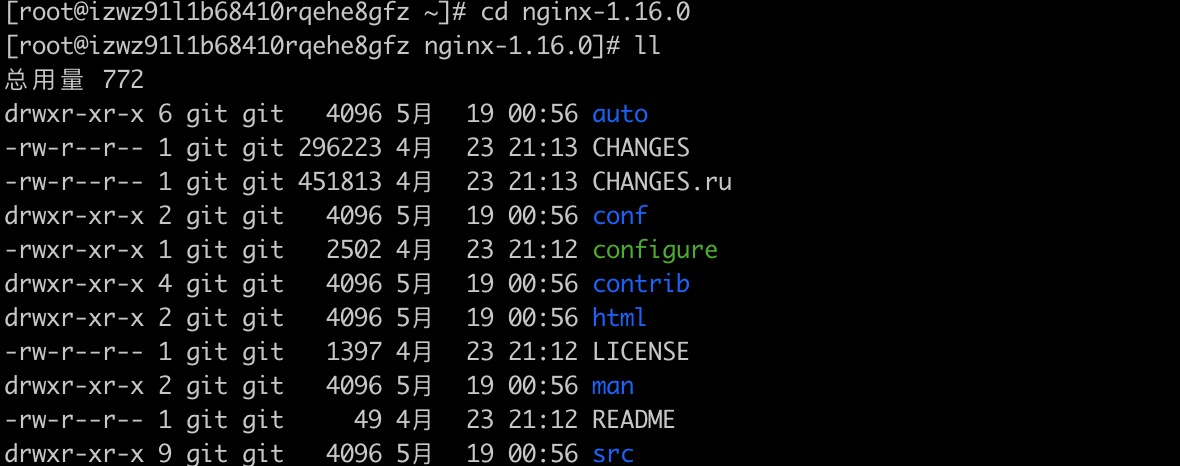 [root@izwz91l1b68410rqehe8gfz ~]# cd nginx-1.16.0
[root@izwz91l1b68410rqehe8gfz nginx-1.16.0]# ll
总用量 772
drwxr-xr-x 6 git git   4096 5月  19 00:56 auto
-rw-r--r-- 1 git git 296223 4月  23 21:13 CHANGES
-rw-r--r-- 1 git git 451813 4月  23 21:13 CHANGES.ru
drwxr-xr-x 2 git git   4096 5月  19 00:56 conf
-rwxr-xr-x 1 git git   2502 4月  23 21:12 configure
drwxr-xr-x 4 git git   4096 5月  19 00:56 contrib
drwxr-xr-x 2 git git   4096 5月  19 00:56 html
-rw-r--r-- 1 git git   1397 4月  23 21:12 LICENSE
drwxr-xr-x 2 git git   4096 5月  19 00:56 man
-rw-r--r-- 1 git git     49 4月  23 21:12 README
drwxr-xr-x 9 git git   4096 5月  19 00:56 src